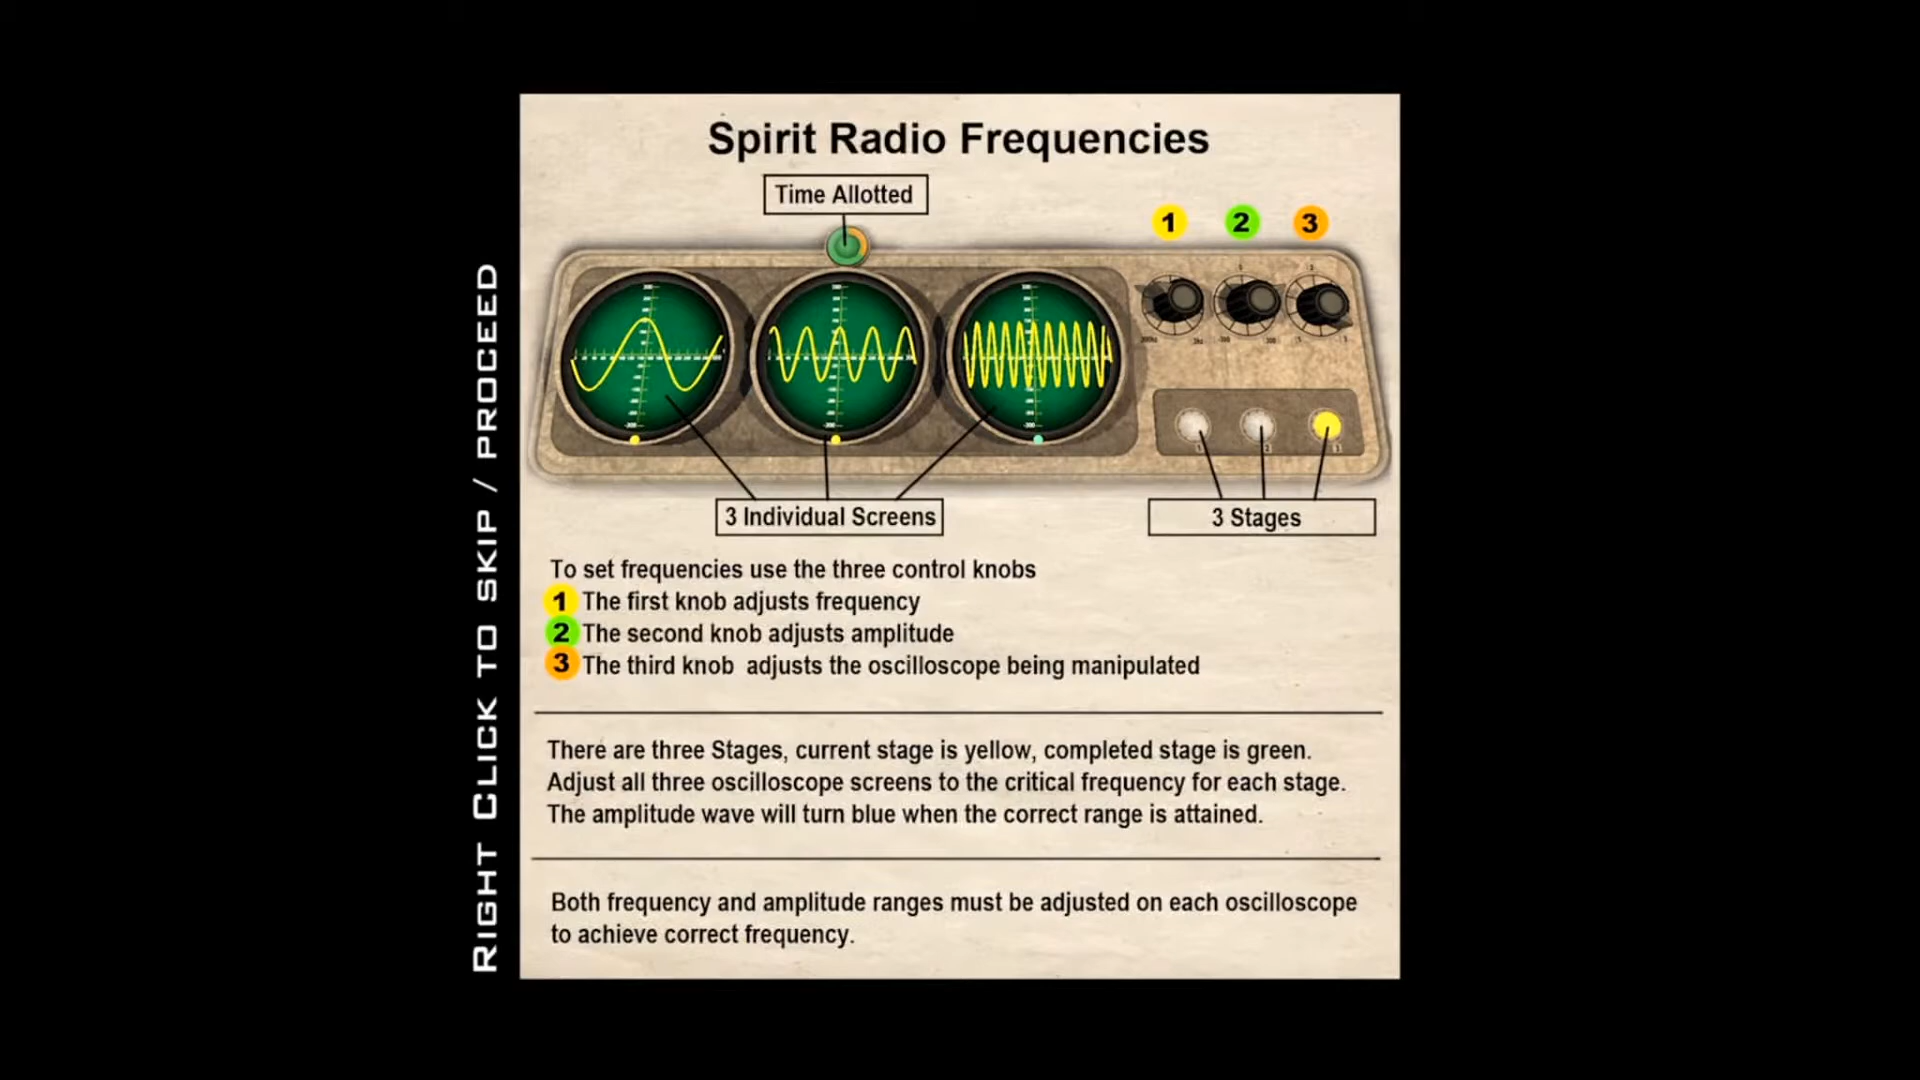 Spirit Radio Frequencies
Time Allotted
1 2 3
3 Individual Screens
1 2 3
3 Stages
To set frequencies use the three control knobs
1 The first knob adjusts frequency
2 The second knob adjusts amplitude
3 The third knob adjusts the oscilloscope being manipulated
There are three Stages, current stage is yellow, completed stage is green.
Adjust all three oscilloscope screens to the critical frequency for each stage.
The amplitude wave will turn blue when the correct range is attained.
Both frequency and amplitude ranges must be adjusted on each oscilloscope
to achieve correct frequency.
RIGHT CLICK TO SKIP / PROCEED